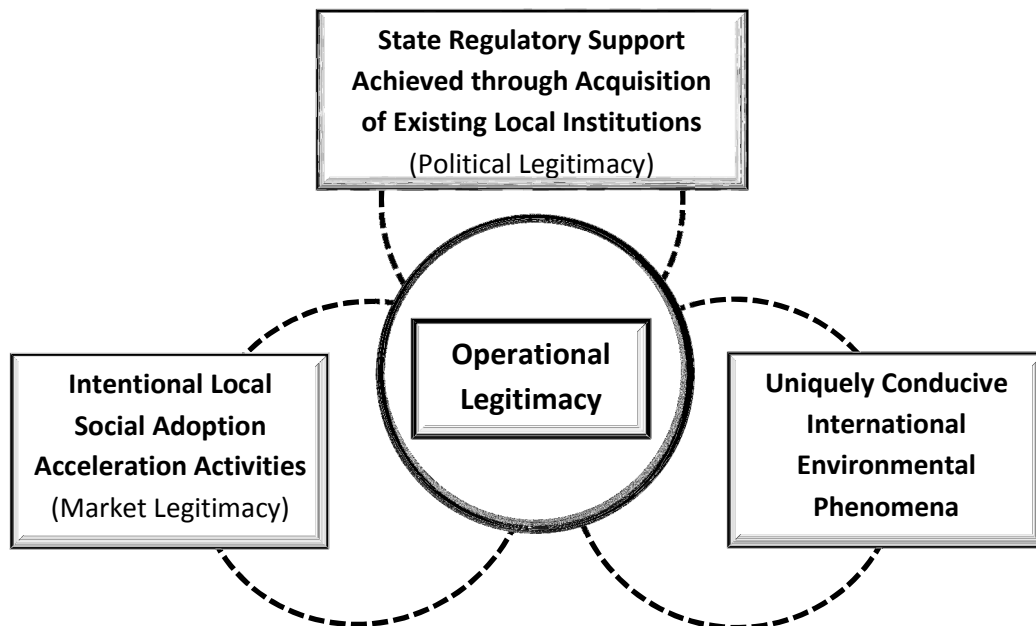 State Regulatory Support
Achieved through Acquisition
of Existing Local Institutions
(Political Legitimacy)
Operational
Legitimacy
Intentional Local
Social Adoption
Acceleration Activities
(Market Legitimacy)
Uniquely Conducive
International
Environmental
Phenomena